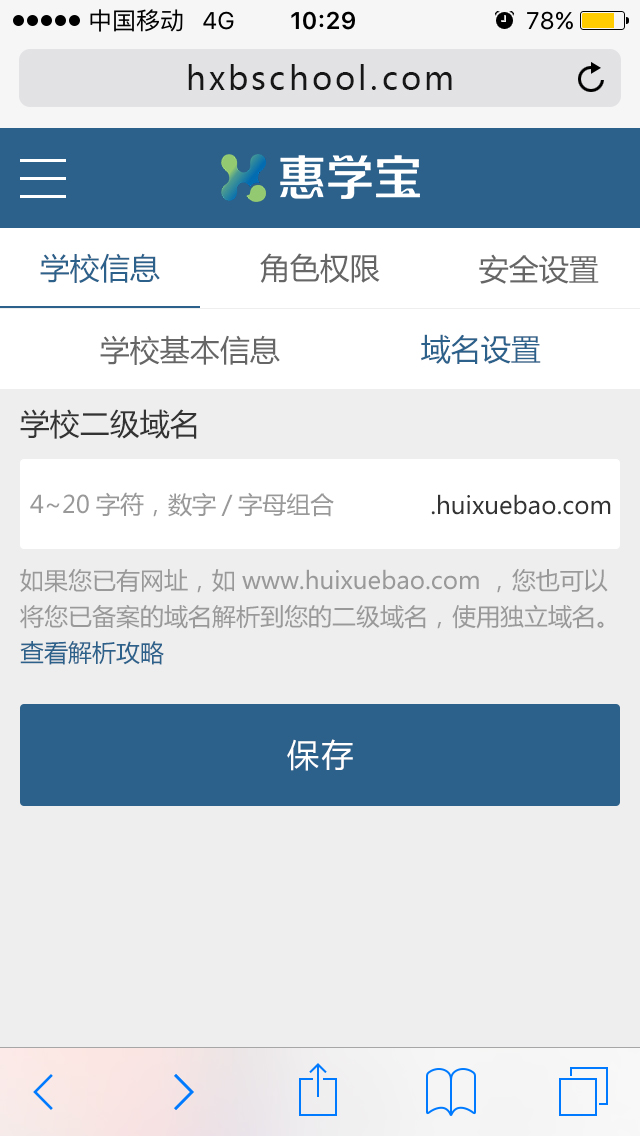 中国移动 4G 10:29 78%
hxbschool.com
惠学宝
学校信息 角色权限 安全设置
学校基本信息 域名设置
学校二级域名
4~20 字符，数字 / 字母组合 .huixuebao.com
如果您已有网址，如 www.huixuebao.com ，您也可以
将您已备案的域名解析到您的二级域名，使用独立域名。
查看解析攻略
保存